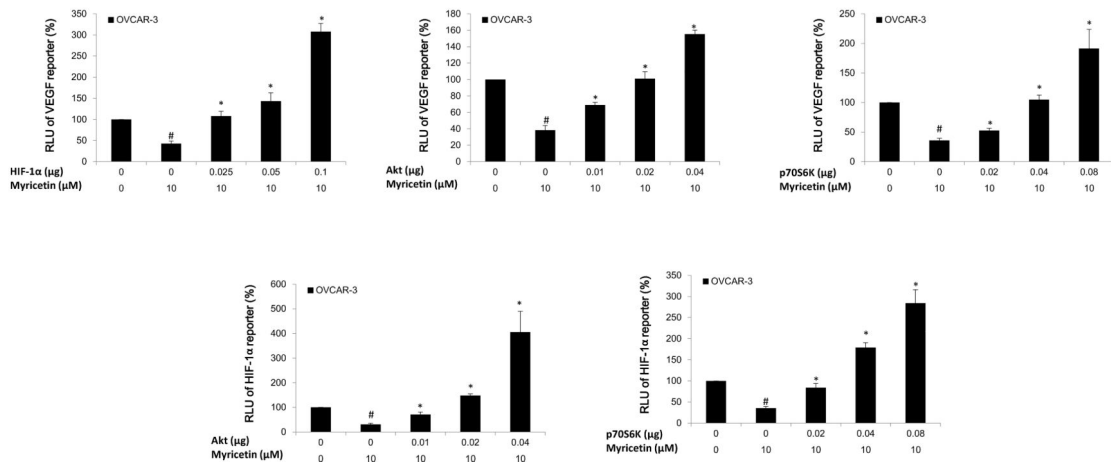 RLU of VEGF reporter (%)
350
300
250
200
150
100
50
0
OVCAR-3
#
*
*
*
HIF-1α (µg) 0 0 0.025 0.05 0.1
Myricetin (µM) 0 10 10 10 10
RLU of VEGF reporter (%)
180
160
140
120
100
80
60
40
20
0
OVCAR-3
#
*
*
*
Akt (µg) 0 0 0.01 0.02 0.04
Myricetin (µM) 0 10 10 10 10
RLU of VEGF reporter (%)
250
200
150
100
50
0
OVCAR-3
#
*
*
*
p70S6K (µg) 0 0 0.02 0.04 0.08
Myricetin (µM) 0 10 10 10 10
RLU of HIF-1α reporter (%)
600
500
400
300
200
100
0
OVCAR-3
#
*
*
*
Akt (µg) 0 0 0.01 0.02 0.04
Myricetin (µM) 0 10 10 10 10
RLU of HIF-1α reporter (%)
350
300
250
200
150
100
50
0
OVCAR-3
#
*
*
*
p70S6K (µg) 0 0 0.02 0.04 0.08
Myricetin (µM) 0 10 10 10 10